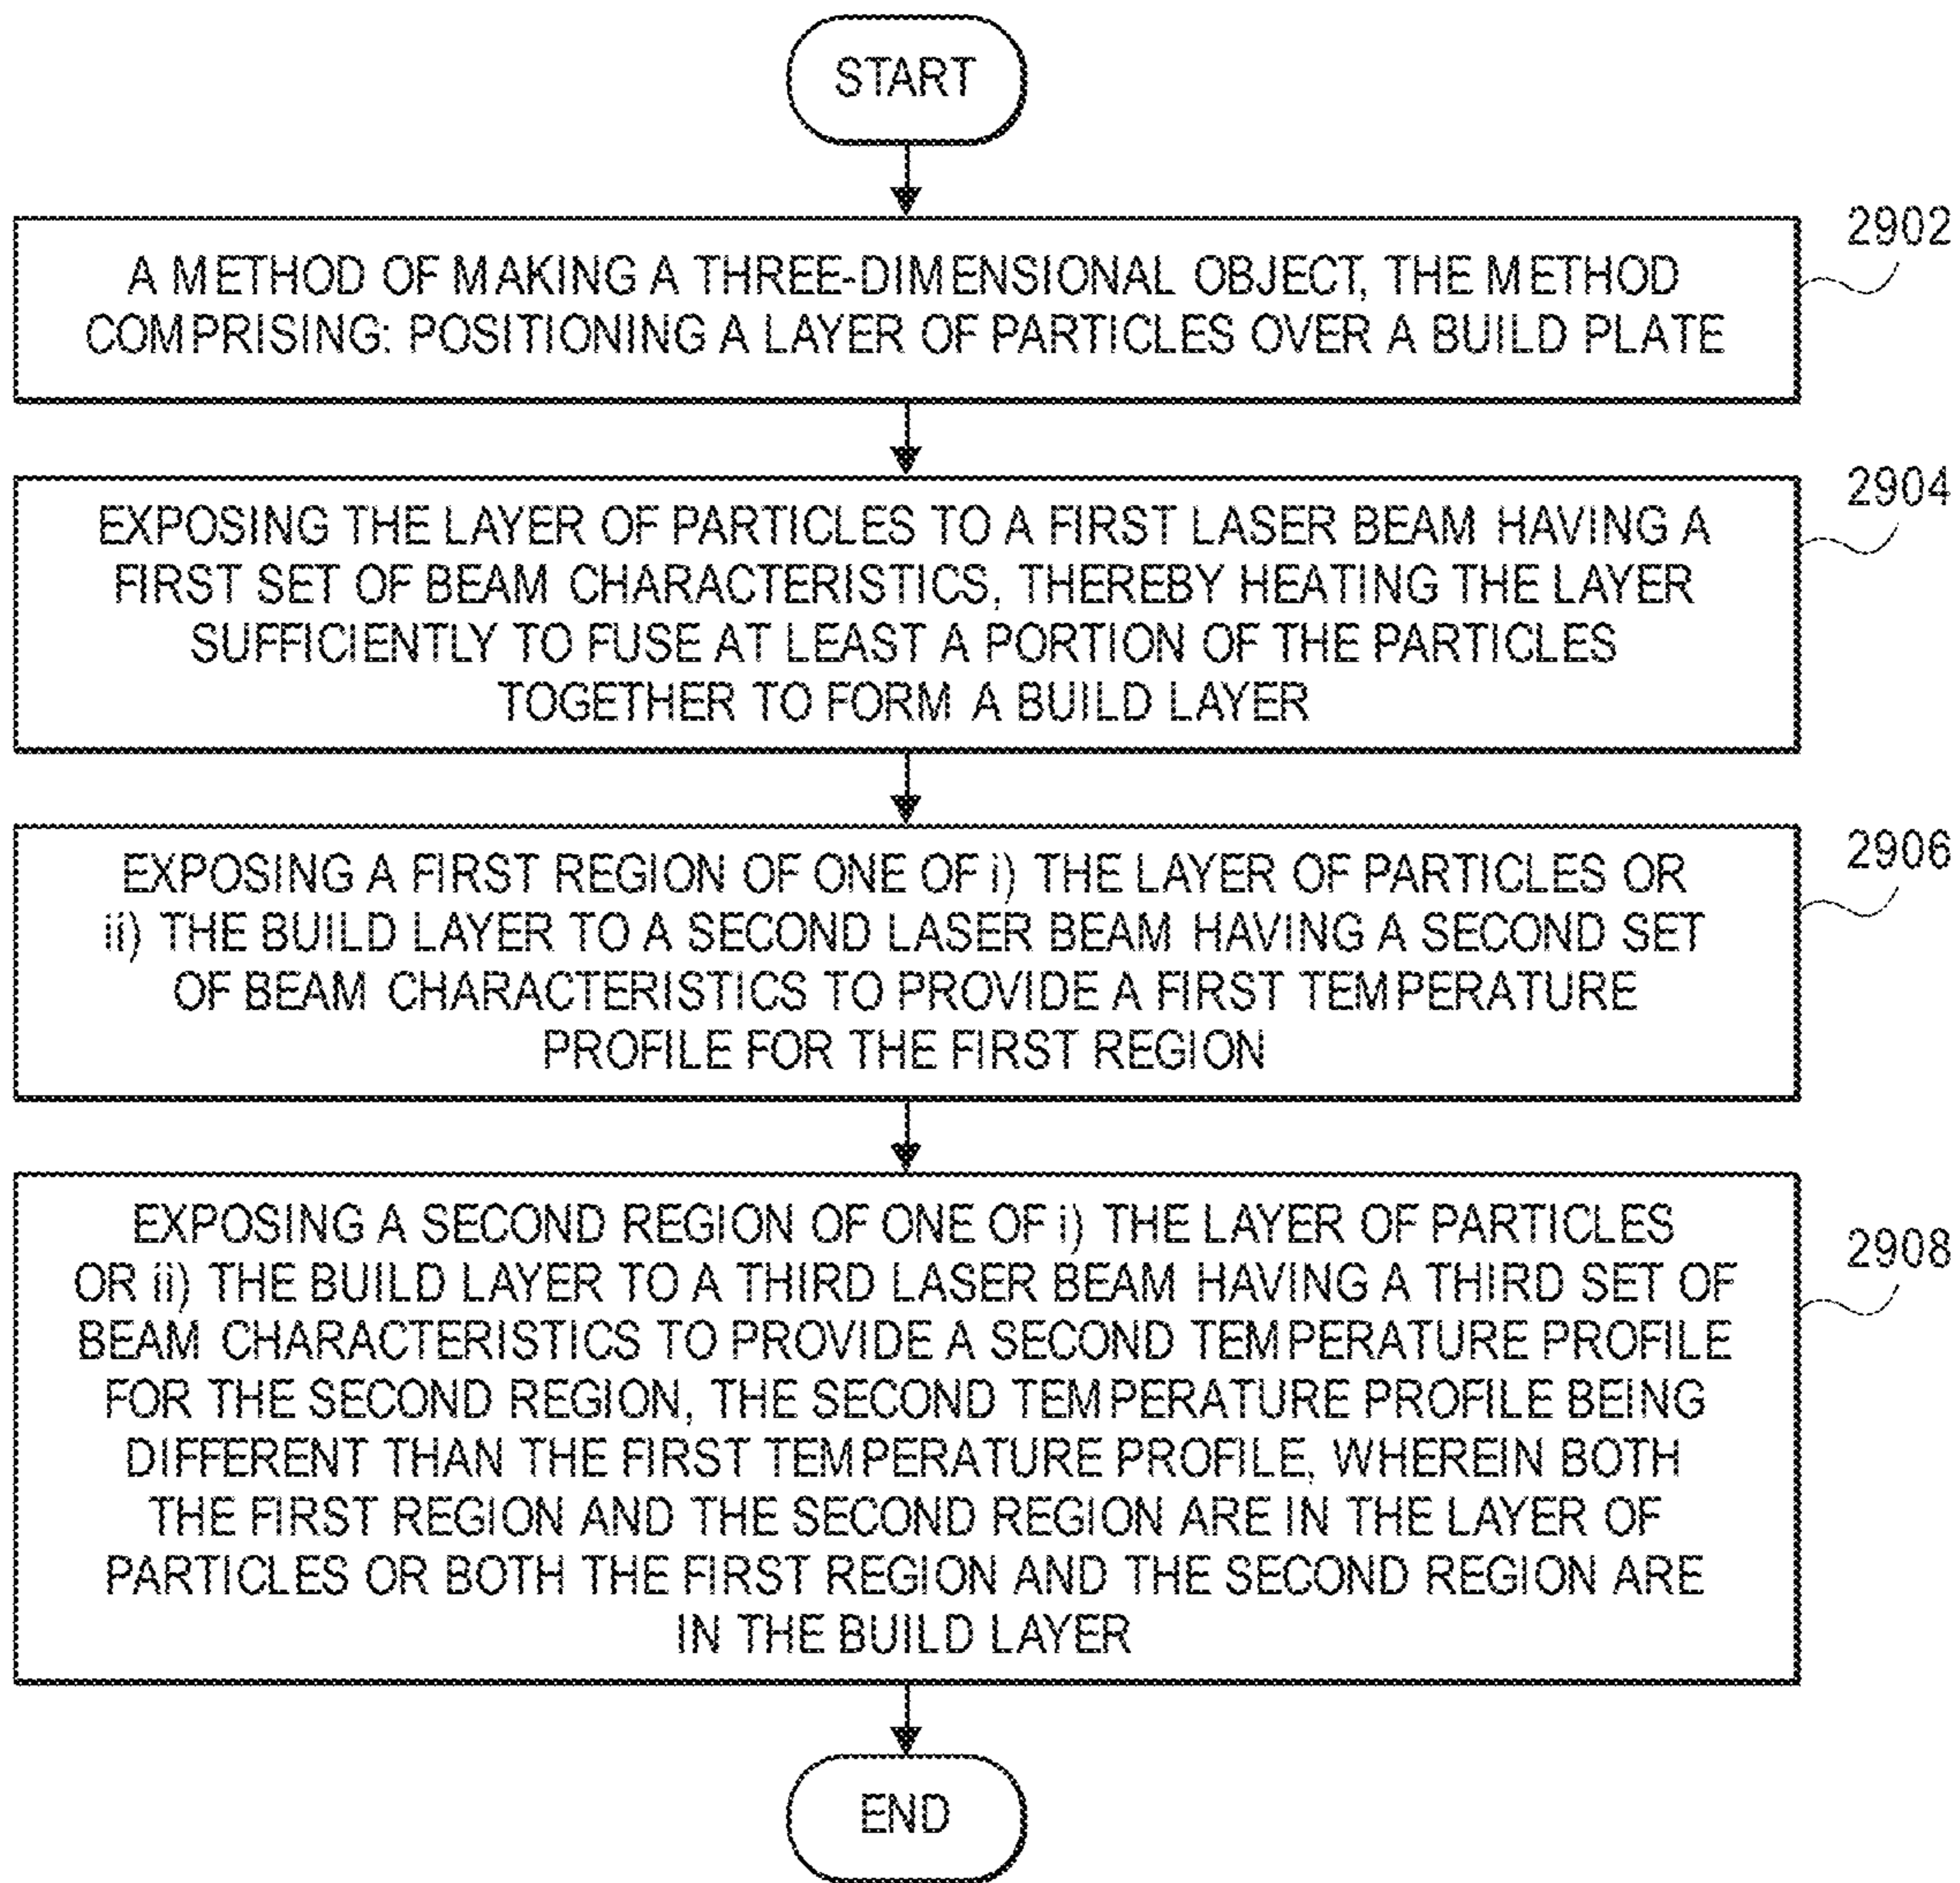 START
2902
A METHOD OF MAKING A THREE-DIMENSIONAL OBJECT, THE METHOD
COMPRISING: POSITIONING A LAYER OF PARTICLES OVER A BUILD PLATE
2904
EXPOSING THE LAYER OF PARTICLES TO A FIRST LASER BEAM HAVING A
FIRST SET OF BEAM CHARACTERISTICS, THEREBY HEATING THE LAYER
SUFFICIENTLY TO FUSE AT LEAST A PORTION OF THE PARTICLES
TOGETHER TO FORM A BUILD LAYER
2906
EXPOSING A FIRST REGION OF ONE OF i) THE LAYER OF PARTICLES OR
ii) THE BUILD LAYER TO A SECOND LASER BEAM HAVING A SECOND SET
OF BEAM CHARACTERISTICS TO PROVIDE A FIRST TEMPERATURE
PROFILE FOR THE FIRST REGION
2908
EXPOSING A SECOND REGION OF ONE OF i) THE LAYER OF PARTICLES
OR ii) THE BUILD LAYER TO A THIRD LASER BEAM HAVING A THIRD SET OF
BEAM CHARACTERISTICS TO PROVIDE A SECOND TEMPERATURE PROFILE
FOR THE SECOND REGION, THE SECOND TEMPERATURE PROFILE BEING
DIFFERENT THAN THE FIRST TEMPERATURE PROFILE, WHEREIN BOTH
THE FIRST REGION AND THE SECOND REGION ARE IN THE LAYER OF
PARTICLES OR BOTH THE FIRST REGION AND THE SECOND REGION ARE
IN THE BUILD LAYER
END